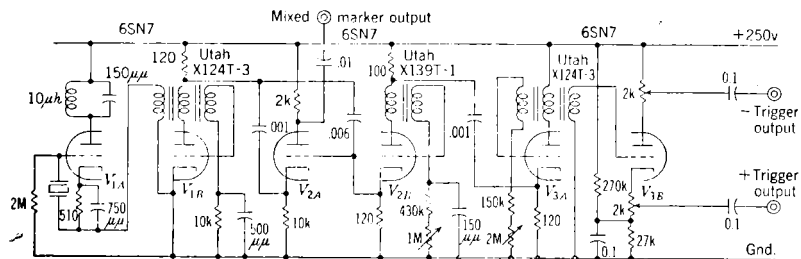 Mixed marker output
6SN7
6SN7
6SN7
+250v
120
Utah
X124T-3
.01
100
Utah
X139T-1
Utah
X124T-3
150μμ
10μh
2k
2k
0.1
− Trigger
output
.001
.006
.001
+ Trigger
output
V1A
V1B
V2A
V2B
V3A
V3B
2M
510
750
μμ
10k
500
μμ
10k
120
430k
1M
150
μμ
150k
2M
120
270k
2k
0.1
27k
0.1
Gnd.